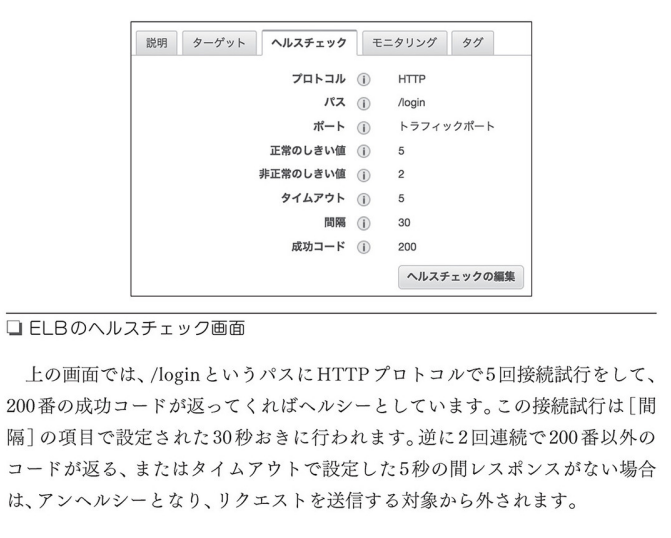 説明 ターゲット ヘルスチェック モニタリング タグ
プロトコル HTTP
パス /login
ポート トラフィックポート
正常のしきい値 5
非正常のしきい値 2
タイムアウト 5
間隔 30
成功コード 200
ヘルスチェックの編集
❏ ELBのヘルスチェック画面
上の画面では、/loginというパスにHTTPプロトコルで5回接続試行をして、
200番の成功コードが返ってくればヘルシーとしています。この接続試行は[間
隔]の項目で設定された30秒おきに行われます。逆に2回連続で200番以外の
コードが返る、またはタイムアウトで設定した5秒の間レスポンスがない場合
は、アンヘルシーとなり、リクエストを送信する対象から外されます。